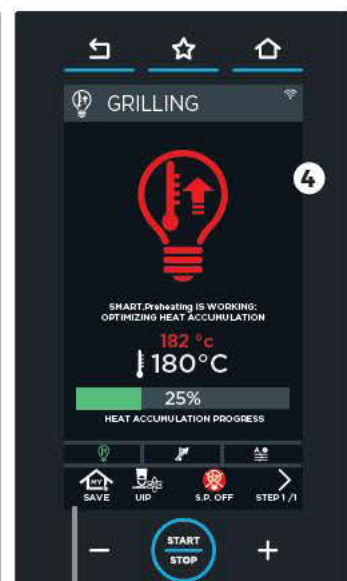 GRILLING
4
SMART.Preheating IS WORKING:
OPTIMIZING HEAT ACCUMULATION
182 °c
180°C
25%
HEAT ACCUMULATION PROGRESS
MY
SAVE
UIP
S.P. OFF
STEP 1 /1
START
STOP